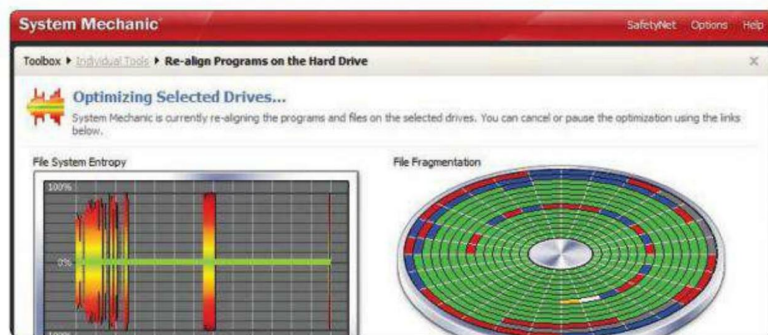 System Mechanic
SafetyNet Options Help
Toolbox Individual Tools Re-align Programs on the Hard Drive
Optimizing Selected Drives...
System Mechanic is currently re-aligning the programs and files on the selected drives. You can cancel or pause the optimization using the links
below.
File System Entropy
File Fragmentation
100%
0%
100%